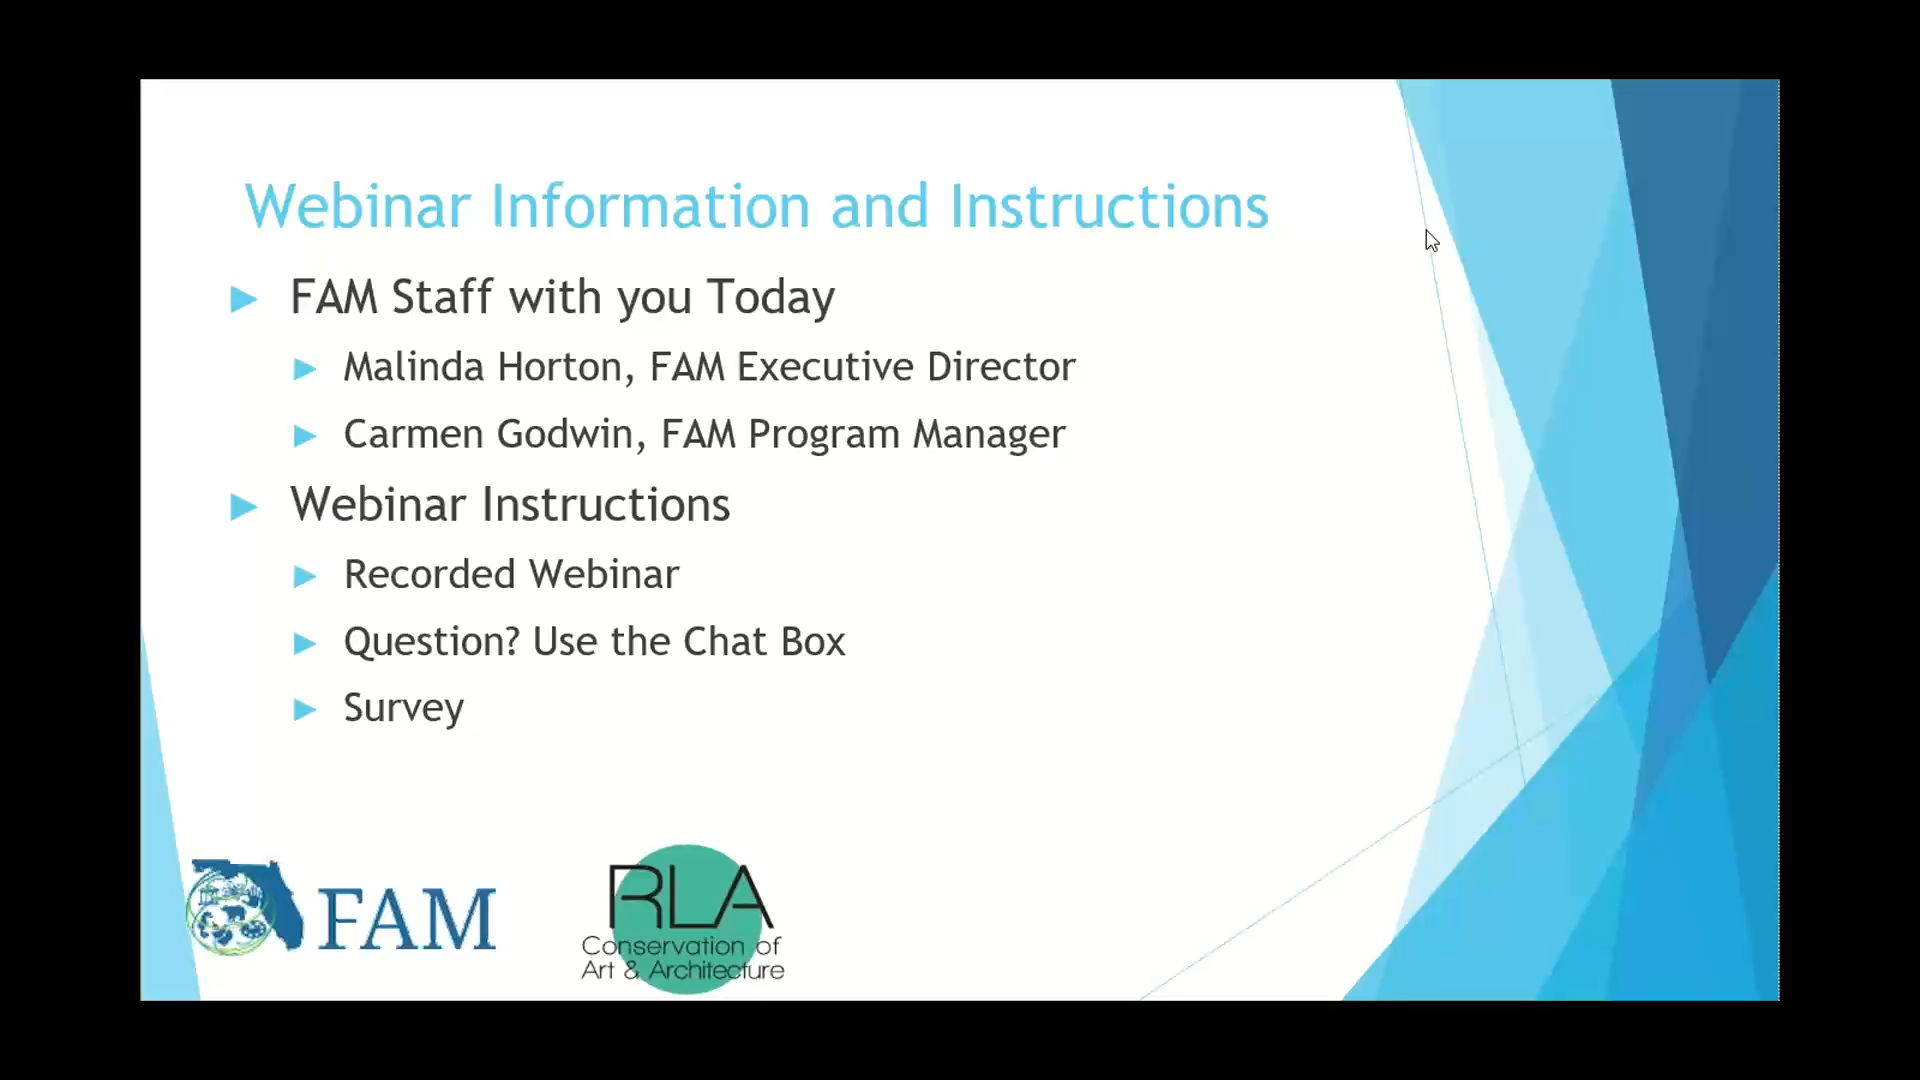 Webinar Information and Instructions
FAM Staff with you Today
Malinda Horton, FAM Executive Director
Carmen Godwin, FAM Program Manager
Webinar Instructions
Recorded Webinar
Question? Use the Chat Box
Survey
FAM
RLA
Conservation of
Art & Architecture